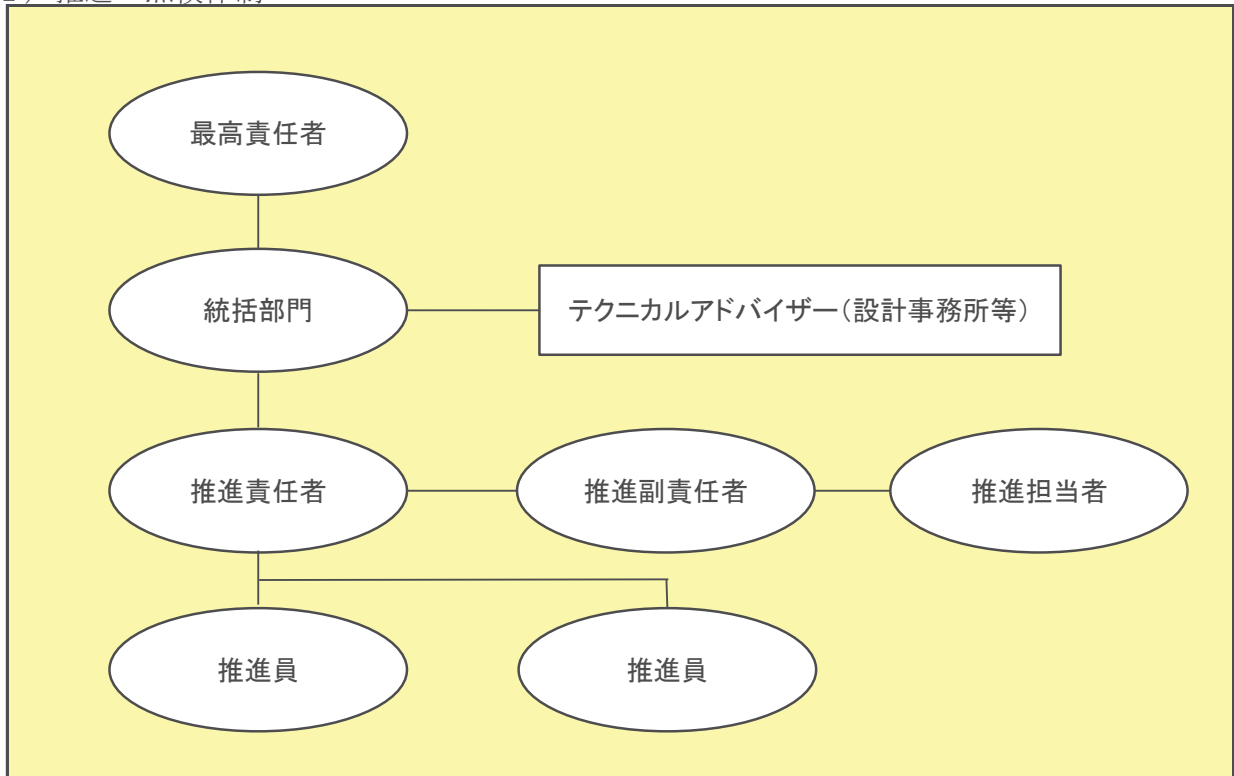 最高責任者
統括部門
テクニカルアドバイザー（設計事務所等）
推進責任者
推進副責任者
推進担当者
推進員
推進員